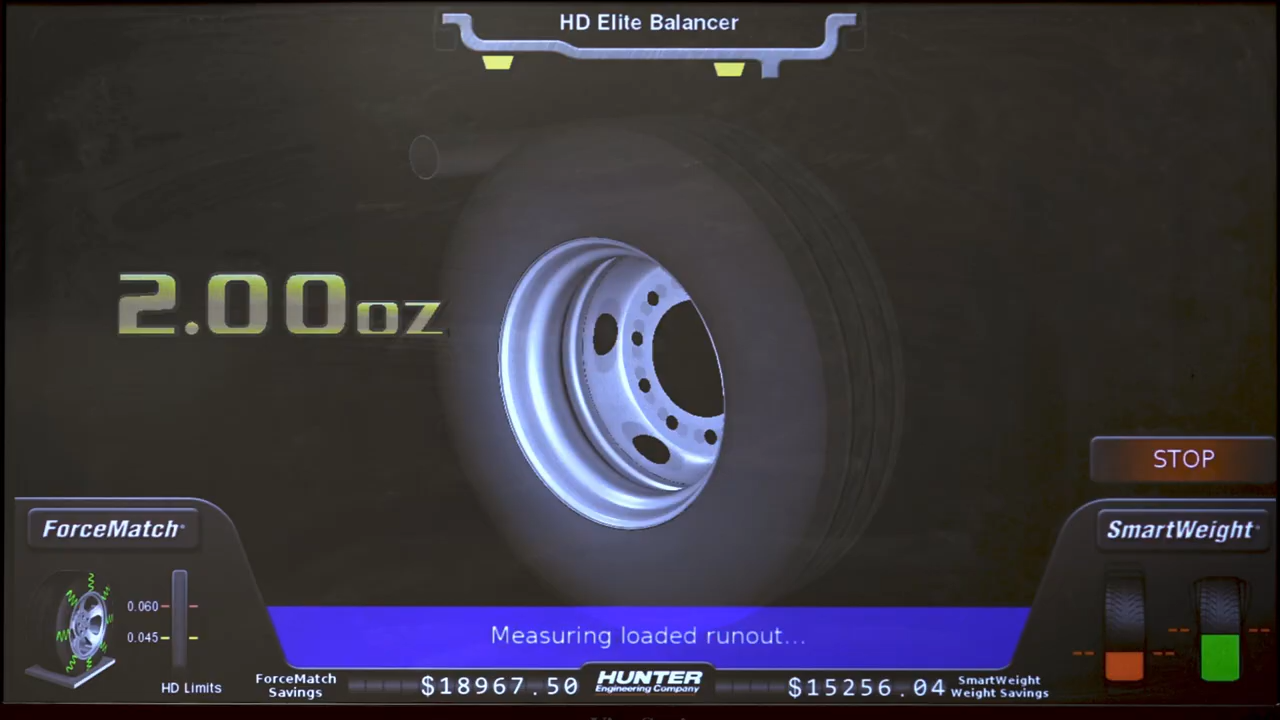 HD Elite Balancer
2.00oz
STOP
ForceMatch®
SmartWeight®
0.060
0.045
HD Limits
Measuring loaded runout...
ForceMatch
Savings
$18967.50
HUNTER
Engineering Company
$15256.04
SmartWeight
Weight Savings